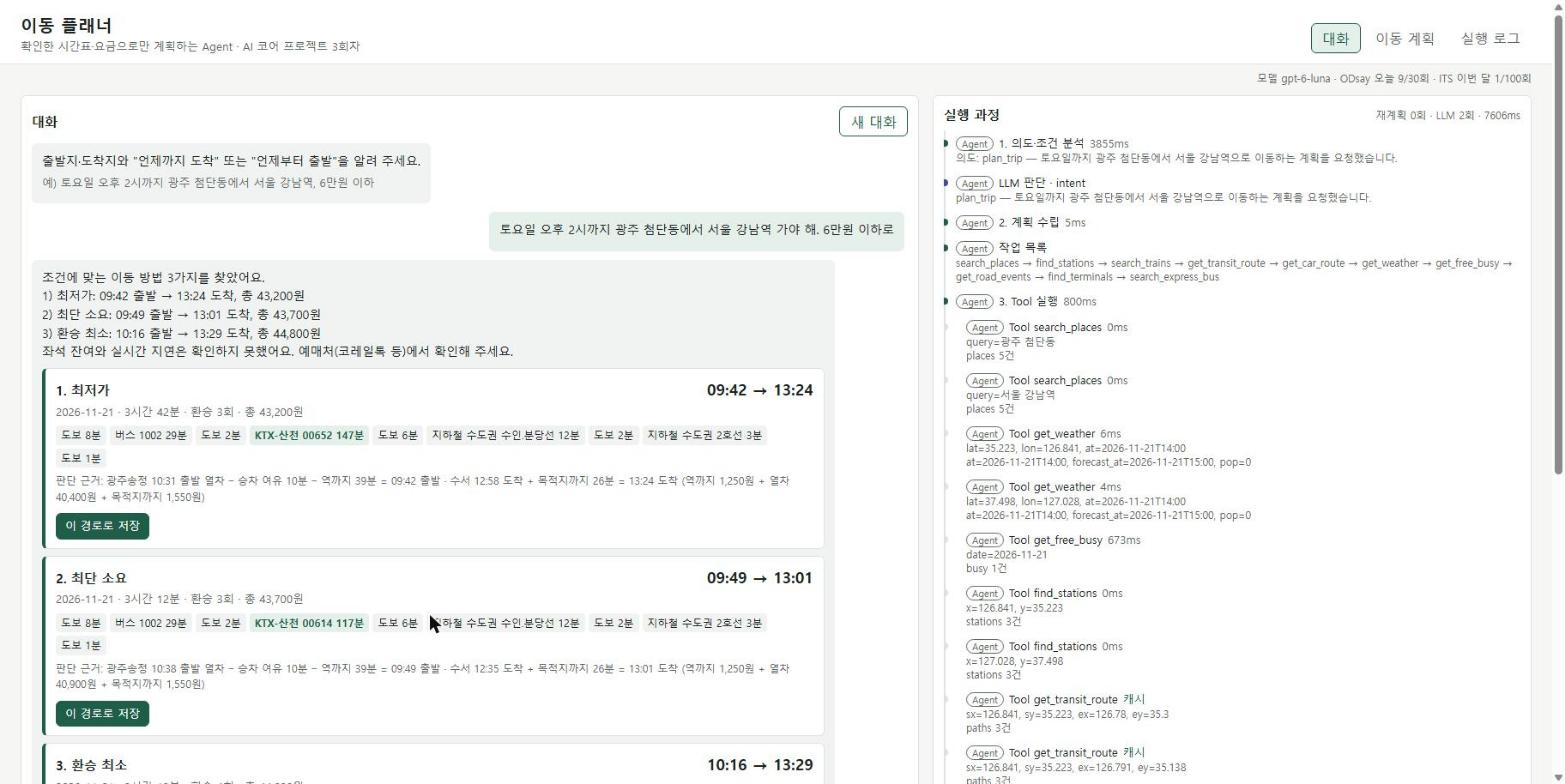 이동 플래너
확인한 시간표·요금으로만 계획하는 Agent · AI 코어 프로젝트 3회차
대화 이동 계획 실행 로그
모델 gpt-6-luna · ODsay 오늘 9/30회 · ITS 이번 달 1/100회
대화
새 대화
출발지·도착지와 "언제까지 도착" 또는 "언제부터 출발"을 알려 주세요.
예) 토요일 오후 2시까지 광주 첨단동에서 서울 강남역, 6만원 이하
토요일 오후 2시까지 광주 첨단동에서 서울 강남역 가야 해. 6만원 이하로
조건에 맞는 이동 방법 3가지를 찾았어요.
1) 최저가: 09:42 출발 → 13:24 도착, 총 43,200원
2) 최단 소요: 09:49 출발 → 13:01 도착, 총 43,700원
3) 환승 최소: 10:16 출발 → 13:29 도착, 총 44,800원
좌석 잔여와 실시간 지연은 확인하지 못했어요. 예매처(코레일톡 등)에서 확인해 주세요.
1. 최저가 09:42 → 13:24
2026-11-21 · 3시간 42분 · 환승 3회 · 총 43,200원
도보 8분 버스 1002 29분 도보 2분 KTX-산천 00652 147분 도보 6분 지하철 수도권 수인.분당선 12분 도보 2분 지하철 수도권 2호선 3분
도보 1분
판단 근거: 광주송정 10:31 출발 열차 − 승차 여유 10분 − 역까지 39분 = 09:42 출발 · 수서 12:58 도착 + 목적지까지 26분 = 13:24 도착 (역까지 1,250원 + 열차
40,400원 + 목적지까지 1,550원)
이 경로로 저장
2. 최단 소요 09:49 → 13:01
2026-11-21 · 3시간 12분 · 환승 3회 · 총 43,700원
도보 8분 버스 1002 29분 도보 2분 KTX-산천 00614 117분 도보 6분 지하철 수도권 수인.분당선 12분 도보 2분 지하철 수도권 2호선 3분
도보 1분
판단 근거: 광주송정 10:38 출발 열차 − 승차 여유 10분 − 역까지 39분 = 09:49 출발 · 수서 12:35 도착 + 목적지까지 26분 = 13:01 도착 (역까지 1,250원 + 열차
40,900원 + 목적지까지 1,550원)
이 경로로 저장
3. 환승 최소 10:16 → 13:29
실행 과정
재계획 0회 · LLM 2회 · 7606ms
Agent 1. 의도·조건 분석 3855ms
의도: plan_trip — 토요일까지 광주 첨단동에서 서울 강남역으로 이동하는 계획을 요청했습니다.
Agent LLM 판단 · intent
plan_trip — 토요일까지 광주 첨단동에서 서울 강남역으로 이동하는 계획을 요청했습니다.
Agent 2. 계획 수립 5ms
Agent 작업 목록
search_places → find_stations → search_trains → get_transit_route → get_car_route → get_weather → get_free_busy →
get_road_events → find_terminals → search_express_bus
Agent 3. Tool 실행 800ms
Agent Tool search_places 0ms
query=광주 첨단동
places 5건
Agent Tool search_places 0ms
query=서울 강남역
places 5건
Agent Tool get_weather 6ms
lat=35.223, lon=126.841, at=2026-11-21T14:00
at=2026-11-21T14:00, forecast_at=2026-11-21T15:00, pop=0
Agent Tool get_weather 4ms
lat=37.498, lon=127.028, at=2026-11-21T14:00
at=2026-11-21T14:00, forecast_at=2026-11-21T15:00, pop=0
Agent Tool get_free_busy 673ms
date=2026-11-21
busy 1건
Agent Tool find_stations 0ms
x=126.841, y=35.223
stations 3건
Agent Tool find_stations 0ms
x=127.028, y=37.498
stations 3건
Agent Tool get_transit_route 캐시
sx=126.841, sy=35.223, ex=126.78, ey=35.3
paths 3건
Agent Tool get_transit_route 캐시
sx=126.841, sy=35.223, ex=126.791, ey=35.138
paths 3건